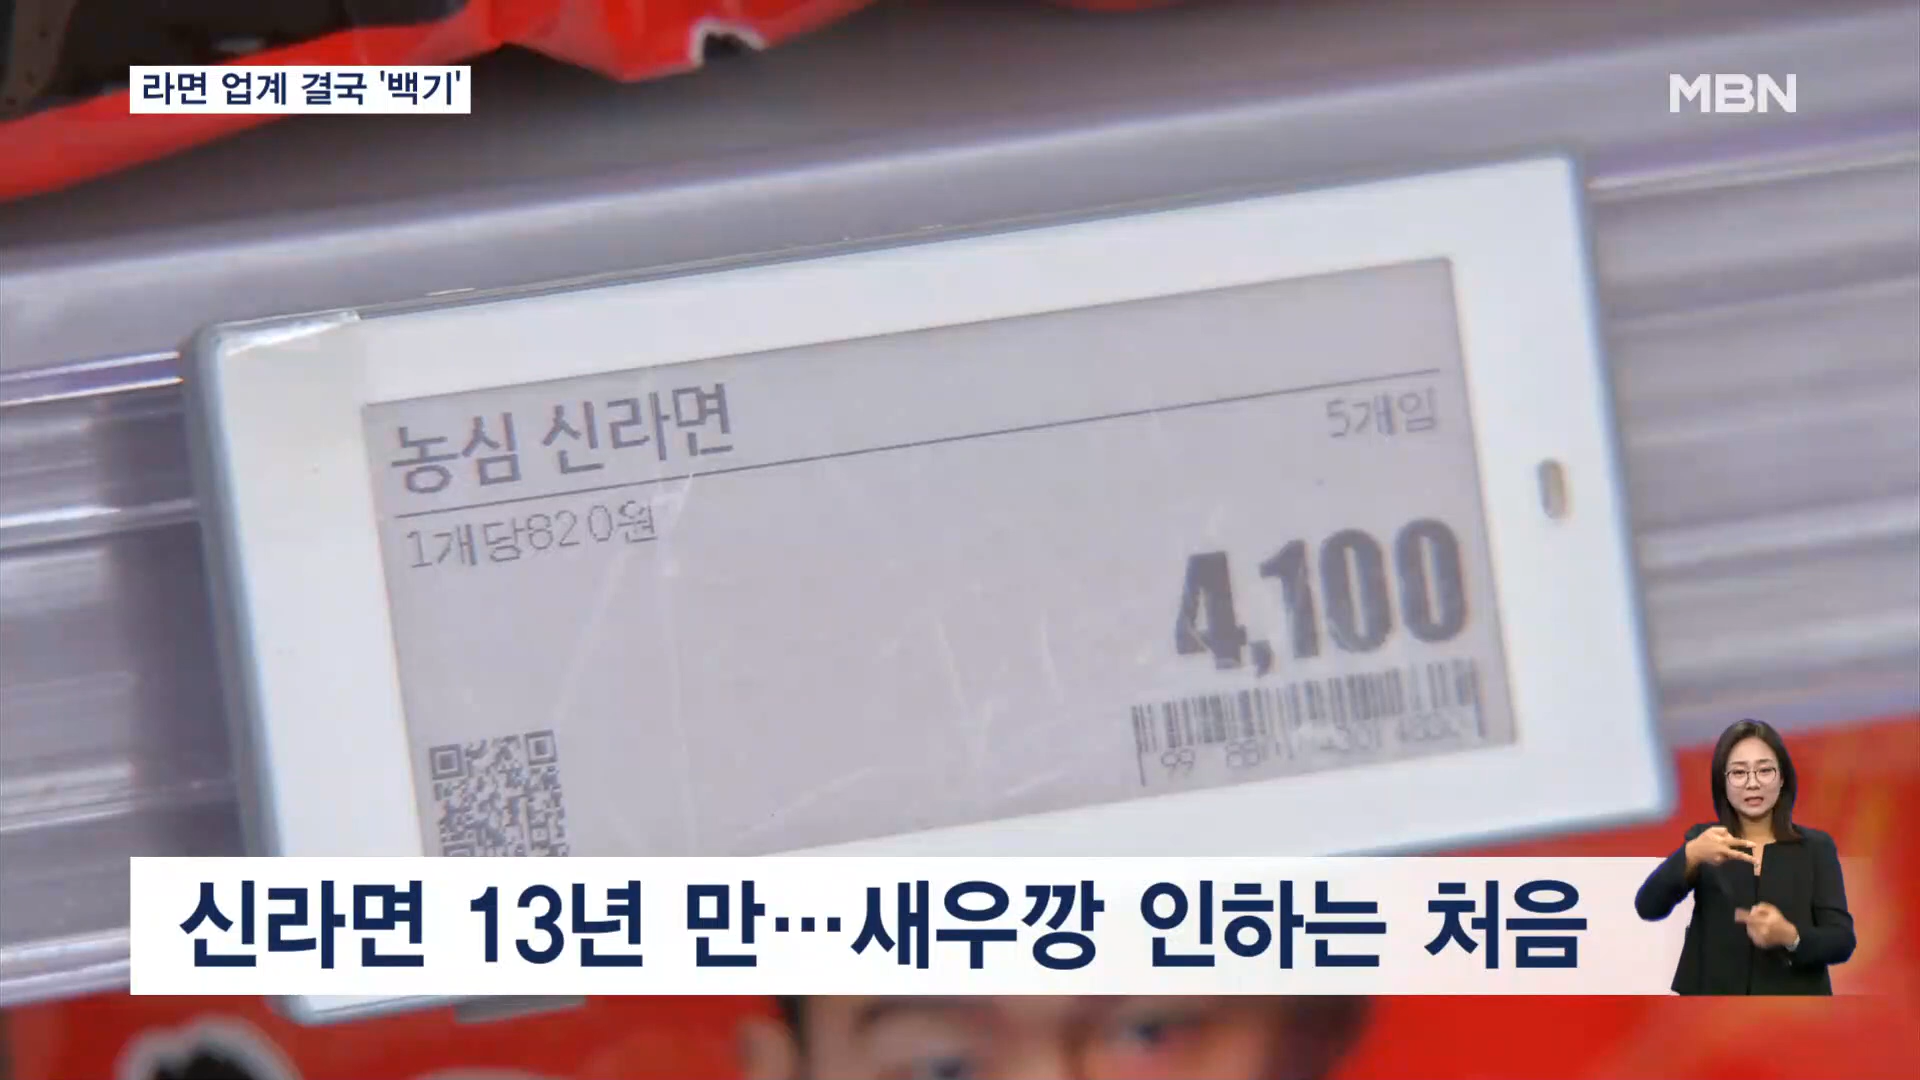 라면 업계 결국 '백기'
MBN
농심 신라면
5개입
1개당820원
4,100
신라면 13년 만…새우깡 인하는 처음